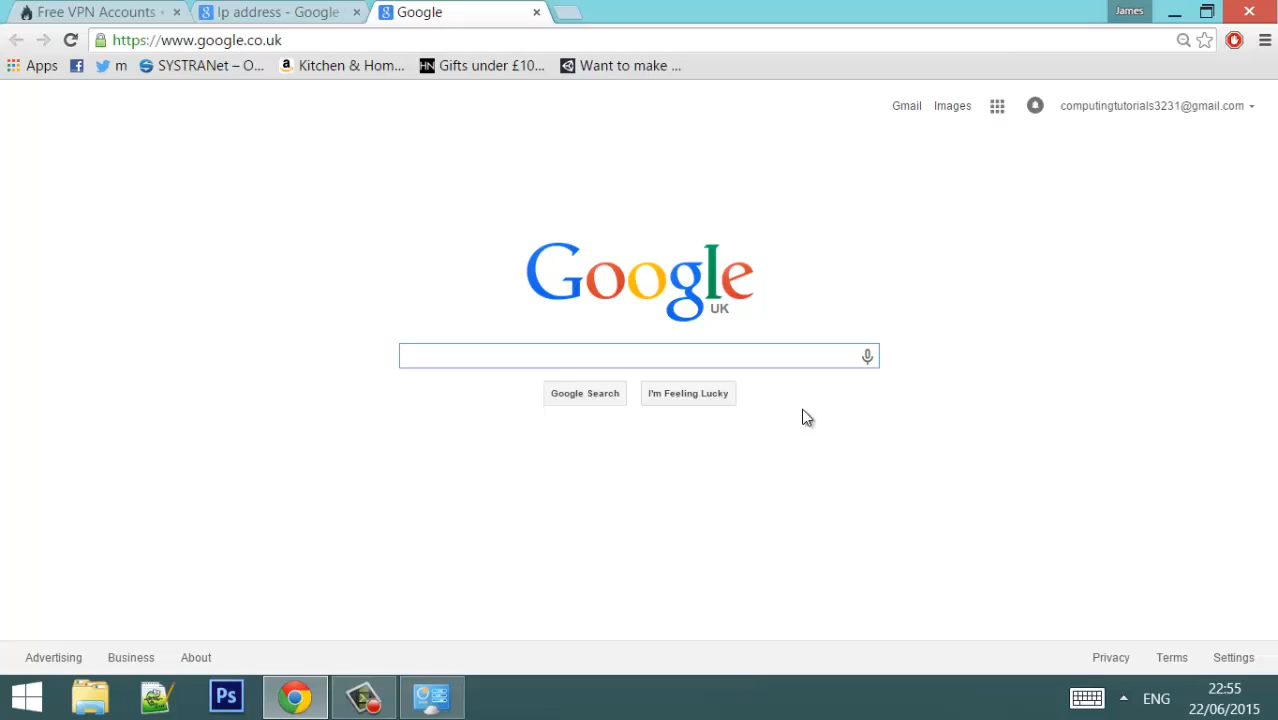 Free VPN Accounts
Ip address - Google
Google
James
https://www.google.co.uk
Apps
m
SYSTRANet – O...
Kitchen & Hom...
HN Gifts under £10...
Want to make ...
Gmail
Images
computingtutorials3231@gmail.com
Google
UK
Google Search
I'm Feeling Lucky
Advertising
Business
About
Privacy
Terms
Settings
Ps
ENG
22:55
22/06/2015